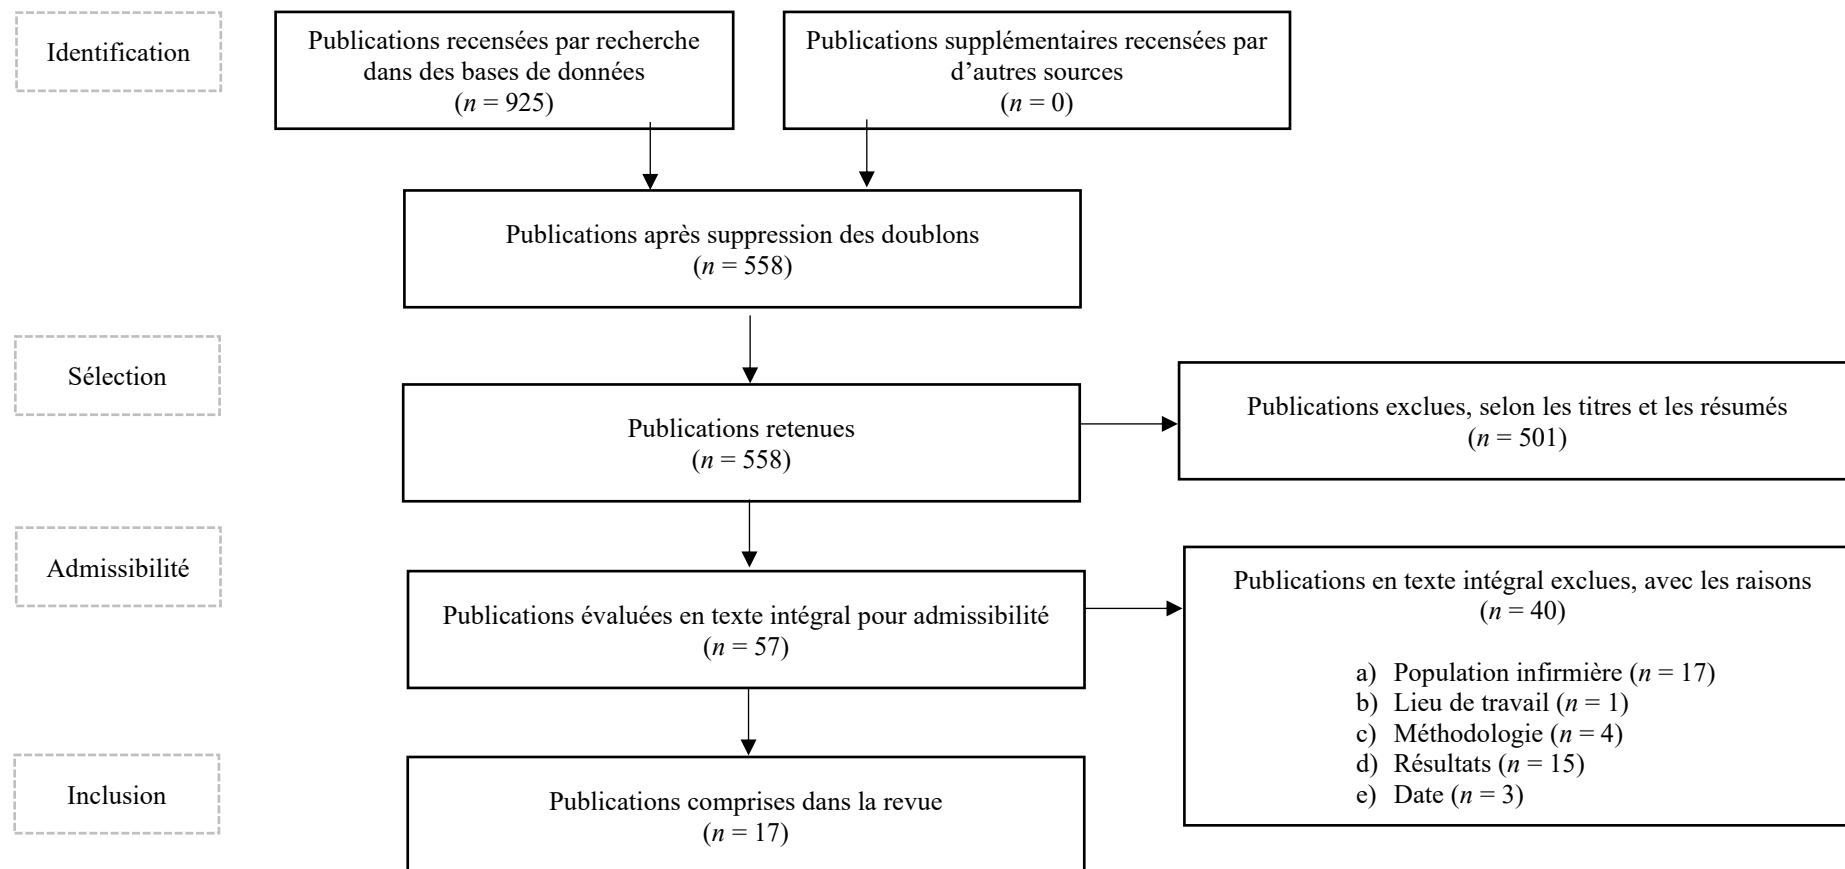 Identification
Publications recensées par recherche
dans des bases de données
(n = 925)
Publications supplémentaires recensées par
d’autres sources
(n = 0)
Publications après suppression des doublons
(n = 558)
Sélection
Publications retenues
(n = 558)
Publications exclues, selon les titres et les résumés
(n = 501)
Admissibilité
Publications évaluées en texte intégral pour admissibilité
(n = 57)
Publications en texte intégral exclues, avec les raisons
(n = 40)
a) Population infirmière (n = 17)
b) Lieu de travail (n = 1)
c) Méthodologie (n = 4)
d) Résultats (n = 15)
e) Date (n = 3)
Inclusion
Publications comprises dans la revue
(n = 17)